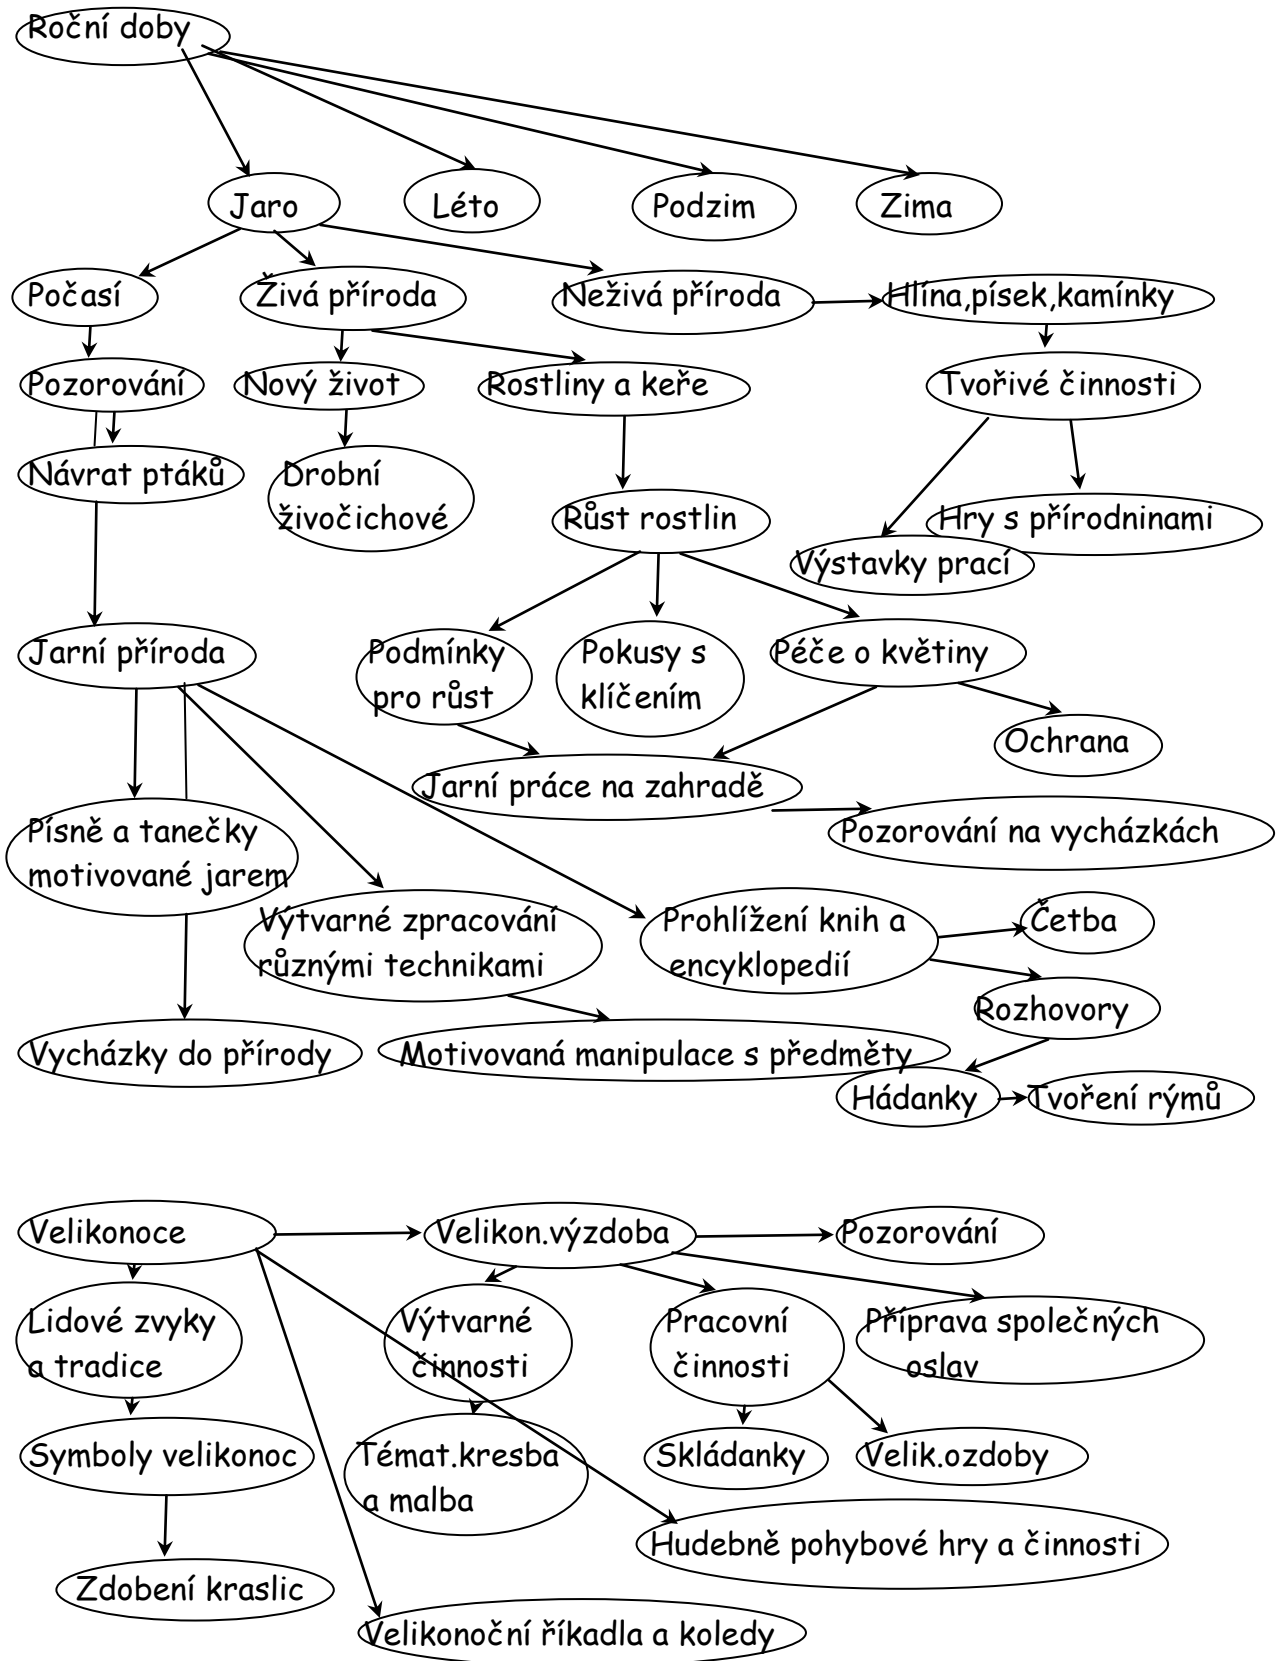 Roční doby
Jaro
Léto
Podzim
Zima
Počasí
Živá příroda
Neživá příroda
Hlína,písek,kamínky
Pozorování
Nový život
Rostliny a keře
Tvořivé činnosti
Návrat ptáků
Drobní
živočichové
Růst rostlin
Hry s přírodninami
Výstavky prací
Jarní příroda
Podmínky
pro růst
Pokusy s
klíčením
Péče o květiny
Ochrana
Jarní práce na zahradě
Písně a tanečky
motivované jarem
Pozorování na vycházkách
Výtvarné zpracování
různými technikami
Prohlížení knih a
encyklopedií
Četba
Rozhovory
Vycházky do přírody
Motivovaná manipulace s předměty
Hádanky
Tvoření rýmů
Velikonoce
Velikon.výzdoba
Pozorování
Lidové zvyky
a tradice
Výtvarné
činnosti
Pracovní
činnosti
Příprava společných
oslav
Symboly velikonoc
Témat.kresba
a malba
Skládanky
Velik.ozdoby
Hudebně pohybové hry a činnosti
Zdobení kraslic
Velikonoční říkadla a koledy